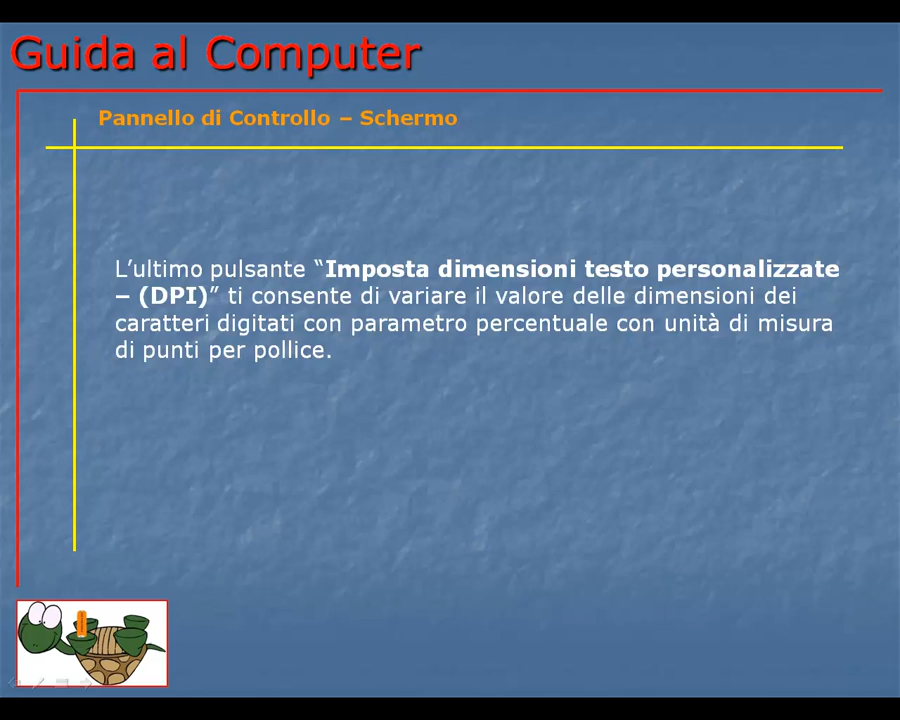 Guida al Computer
Pannello di Controllo – Schermo
L’ultimo pulsante “Imposta dimensioni testo personalizzate
– (DPI)” ti consente di variare il valore delle dimensioni dei
caratteri digitati con parametro percentuale con unità di misura
di punti per pollice.